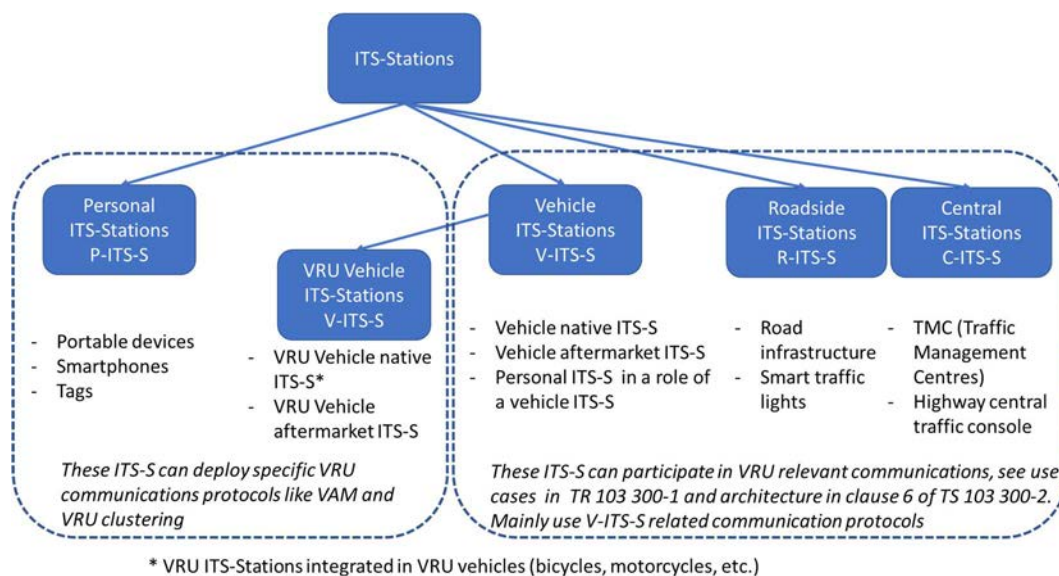 ITS-Stations
Personal
ITS-Stations
P-ITS-S
VRU Vehicle
ITS-Stations
V-ITS-S
Vehicle
ITS-Stations
V-ITS-S
Roadside
ITS-Stations
R-ITS-S
Central
ITS-Stations
C-ITS-S
- Portable devices
- Smartphones
- Tags
- VRU Vehicle native
ITS-S*
- VRU Vehicle
aftermarket ITS-S
- Vehicle native ITS-S
- Vehicle aftermarket ITS-S
- Personal ITS-S in a role of
a vehicle ITS-S
- Road
infrastructure
- Smart traffic
lights
- TMC (Traffic
Management
Centres)
- Highway central
traffic console
These ITS-S can deploy specific VRU
communications protocols like VAM and
VRU clustering
These ITS-S can participate in VRU relevant communications, see use
cases in TR 103 300-1 and architecture in clause 6 of TS 103 300-2.
Mainly use V-ITS-S related communication protocols
* VRU ITS-Stations integrated in VRU vehicles (bicycles, motorcycles, etc.)